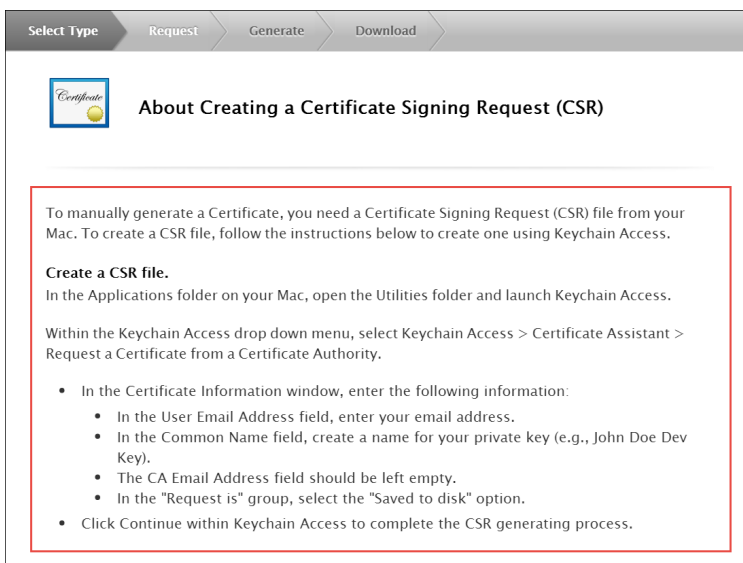 Select Type Request Generate Download
Certificate
About Creating a Certificate Signing Request (CSR)
To manually generate a Certificate, you need a Certificate Signing Request (CSR) file from your
Mac. To create a CSR file, follow the instructions below to create one using Keychain Access.
Create a CSR file.
In the Applications folder on your Mac, open the Utilities folder and launch Keychain Access.
Within the Keychain Access drop down menu, select Keychain Access > Certificate Assistant >
Request a Certificate from a Certificate Authority.
• In the Certificate Information window, enter the following information:
• In the User Email Address field, enter your email address.
• In the Common Name field, create a name for your private key (e.g., John Doe Dev
Key).
• The CA Email Address field should be left empty.
• In the "Request is" group, select the "Saved to disk" option.
• Click Continue within Keychain Access to complete the CSR generating process.